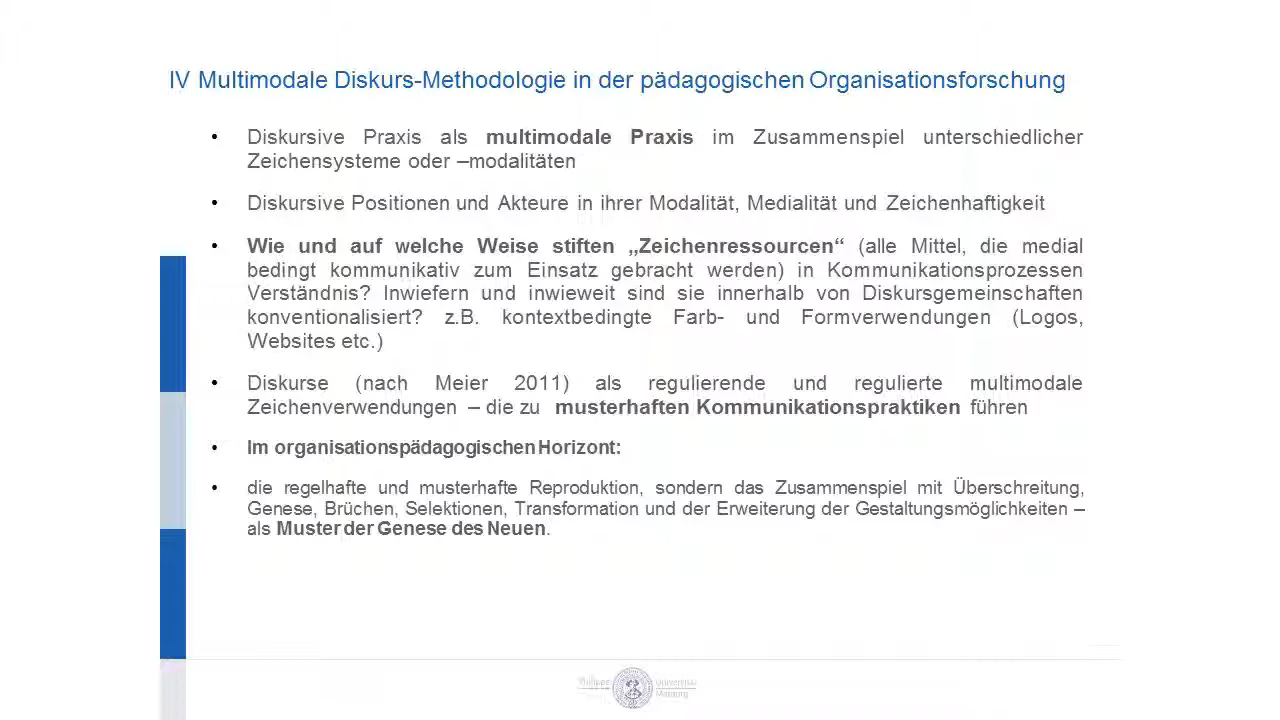 IV Multimodale Diskurs-Methodologie in der pädagogischen Organisationsforschung
• Diskursive Praxis als multimodale Praxis im Zusammenspiel unterschiedlicher
Zeichensysteme oder –modalitäten
• Diskursive Positionen und Akteure in ihrer Modalität, Medialität und Zeichenhaftigkeit
• Wie und auf welche Weise stiften „Zeichenressourcen“ (alle Mittel, die medial
bedingt kommunikativ zum Einsatz gebracht werden) in Kommunikationsprozessen
Verständnis? Inwiefern und inwieweit sind sie innerhalb von Diskursgemeinschaften
konventionalisiert? z.B. kontextbedingte Farb- und Formverwendungen (Logos,
Websites etc.)
• Diskurse (nach Meier 2011) als regulierende und regulierte multimodale
Zeichenverwendungen – die zu musterhaften Kommunikationspraktiken führen
• Im organisationspädagogischen Horizont:
• die regelhafte und musterhafte Reproduktion, sondern das Zusammenspiel mit Überschreitung,
Genese, Brüchen, Selektionen, Transformation und der Erweiterung der Gestaltungsmöglichkeiten –
als Muster der Genese des Neuen.
Philipps Universität
Marburg